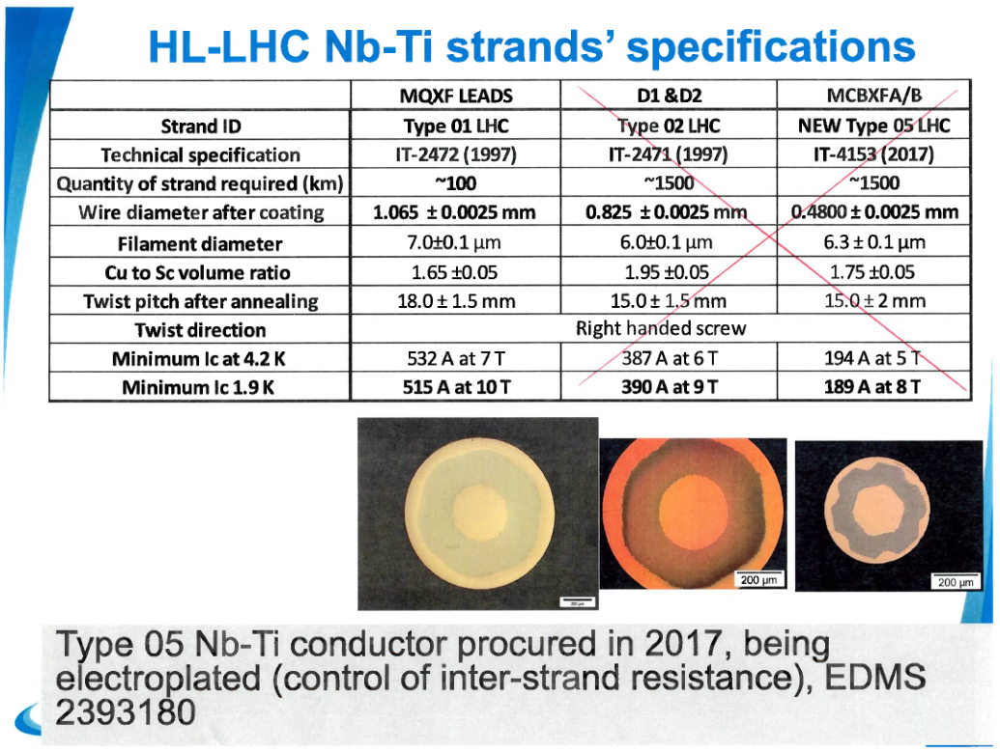 HL-LHC Nb-Ti strands’ specifications
MQXF LEADS D1 &D2 MCBXFA/B
Strand ID Type 01 LHC Type 02 LHC NEW Type 05 LHC
Technical specification IT-2472 (1997) IT-2471 (1997) IT-4153 (2017)
Quantity of strand required (km) ~100 ~1500 ~1500
Wire diameter after coating 1.065 ± 0.0025 mm 0.825 ± 0.0025 mm 0.4800 ± 0.0025 mm
Filament diameter 7.0±0.1 µm 6.0±0.1 µm 6.3 ± 0.1 µm
Cu to Sc volume ratio 1.65 ±0.05 1.95 ±0.05 1.75 ±0.05
Twist pitch after annealing 18.0 ± 1.5 mm 15.0 ± 1.5 mm 15.0 ± 2 mm
Twist direction Right handed screw
Minimum Ic at 4.2 K 532 A at 7 T 387 A at 6 T 194 A at 5 T
Minimum Ic 1.9 K 515 A at 10 T 390 A at 9 T 189 A at 8 T
200 µm
200 µm
Type 05 Nb-Ti conductor procured in 2017, being
electroplated (control of inter-strand resistance), EDMS
2393180